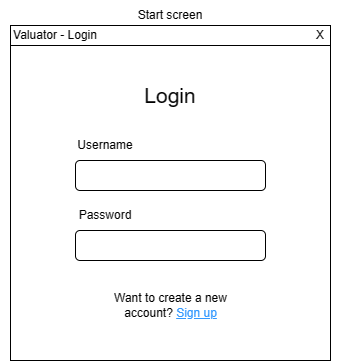 Start screen
Valuator - Login X
Login
Username
Password
Want to create a new
account? Sign up